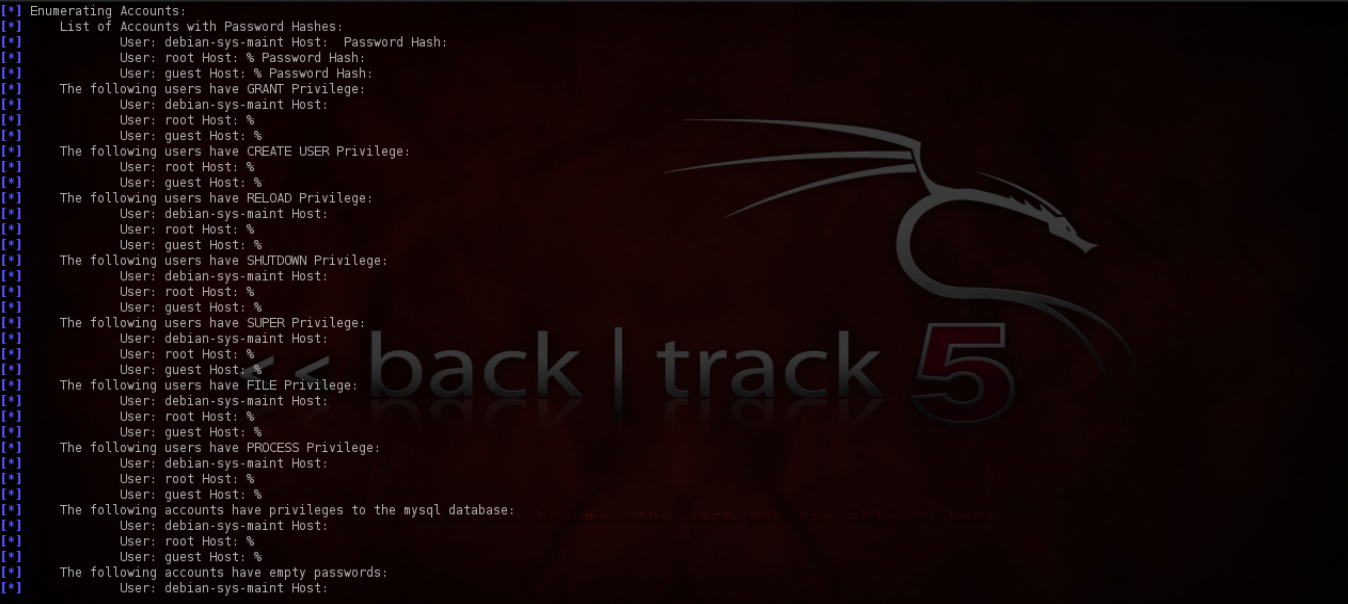 [*] Enumerating Accounts:
[*] List of Accounts with Password Hashes:
[*] User: debian-sys-maint Host:  Password Hash:
[*] User: root Host: % Password Hash:
[*] User: guest Host: % Password Hash:
[*] The following users have GRANT Privilege:
[*] User: debian-sys-maint Host:
[*] User: root Host: %
[*] User: guest Host: %
[*] The following users have CREATE USER Privilege:
[*] User: root Host: %
[*] User: guest Host: %
[*] The following users have RELOAD Privilege:
[*] User: debian-sys-maint Host:
[*] User: root Host: %
[*] User: guest Host: %
[*] The following users have SHUTDOWN Privilege:
[*] User: debian-sys-maint Host:
[*] User: root Host: %
[*] User: guest Host: %
[*] The following users have SUPER Privilege:
[*] User: debian-sys-maint Host:
[*] User: root Host: %
[*] User: guest Host: %
[*] The following users have FILE Privilege:
[*] User: debian-sys-maint Host:
[*] User: root Host: %
[*] User: guest Host: %
[*] The following users have PROCESS Privilege:
[*] User: debian-sys-maint Host:
[*] User: root Host: %
[*] User: guest Host: %
[*] The following accounts have privileges to the mysql database:
[*] User: debian-sys-maint Host:
[*] User: root Host: %
[*] User: guest Host: %
[*] The following accounts have empty passwords:
[*] User: debian-sys-maint Host:
<< back | track 5
the more you are able to hear